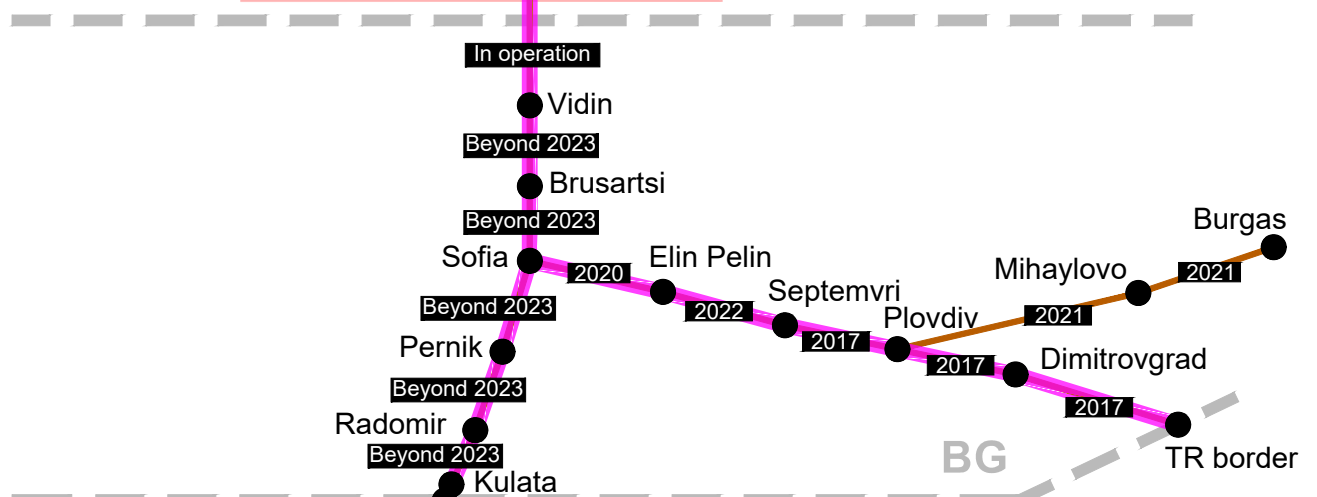 In operation
Vidin
Beyond 2023
Brusartsi
Beyond 2023
Sofia
2020
Elin Pelin
2022
Septemvri
2017
Plovdiv
2021
Mihaylovo
2021
Burgas
2017
Dimitrovgrad
2017
TR border
BG
Beyond 2023
Pernik
Beyond 2023
Radomir
Beyond 2023
Kulata